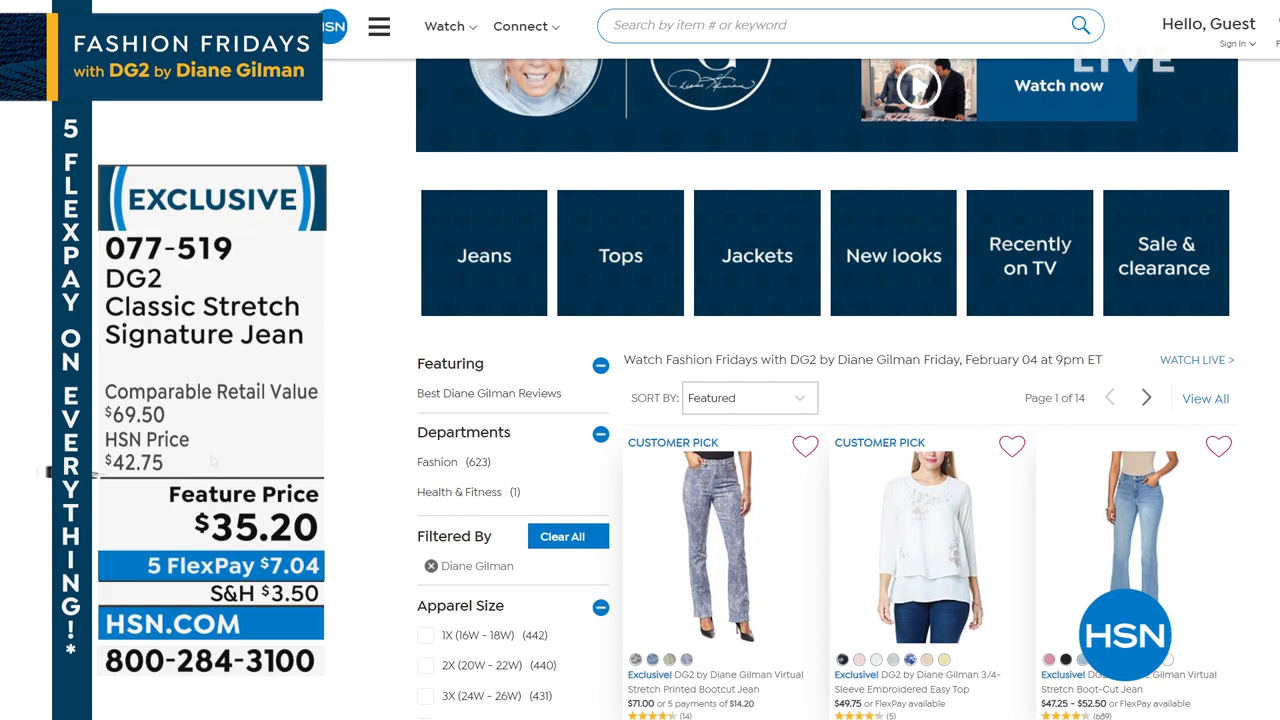 FASHION FRIDAYS
with DG2 by Diane Gilman
5 FLEXPAY ON EVERYTHING!*
EXCLUSIVE
077-519
DG2
Classic Stretch
Signature Jean
Comparable Retail Value
$69.50
HSN Price
$42.75
Feature Price
$35.20
5 FlexPay $7.04
S&H $3.50
HSN.COM
800-284-3100
HSN
Watch
Connect
Search by item # or keyword
Hello, Guest
Sign In
LIVE
Watch now
Jeans
Tops
Jackets
New looks
Recently
on TV
Sale &
clearance
Featuring
Best Diane Gilman Reviews
Departments
Fashion (623)
Health & Fitness (1)
Filtered By
Clear All
Diane Gilman
Apparel Size
1X (16W - 18W) (442)
2X (20W - 22W) (440)
3X (24W - 26W) (431)
Watch Fashion Fridays with DG2 by Diane Gilman Friday, February 04 at 9pm ET
WATCH LIVE >
SORT BY: Featured
Page 1 of 14
View All
CUSTOMER PICK
Exclusive! DG2 by Diane Gilman Virtual
Stretch Printed Bootcut Jean
$71.00 or 5 payments of $14.20
(14)
CUSTOMER PICK
Exclusive! DG2 by Diane Gilman 3/4-
Sleeve Embroidered Easy Top
$49.75 or FlexPay available
(5)
Exclusive! Gilman Virtual
Stretch Boot-Cut Jean
$47.25 - $52.50 or FlexPay available
(689)
HSN